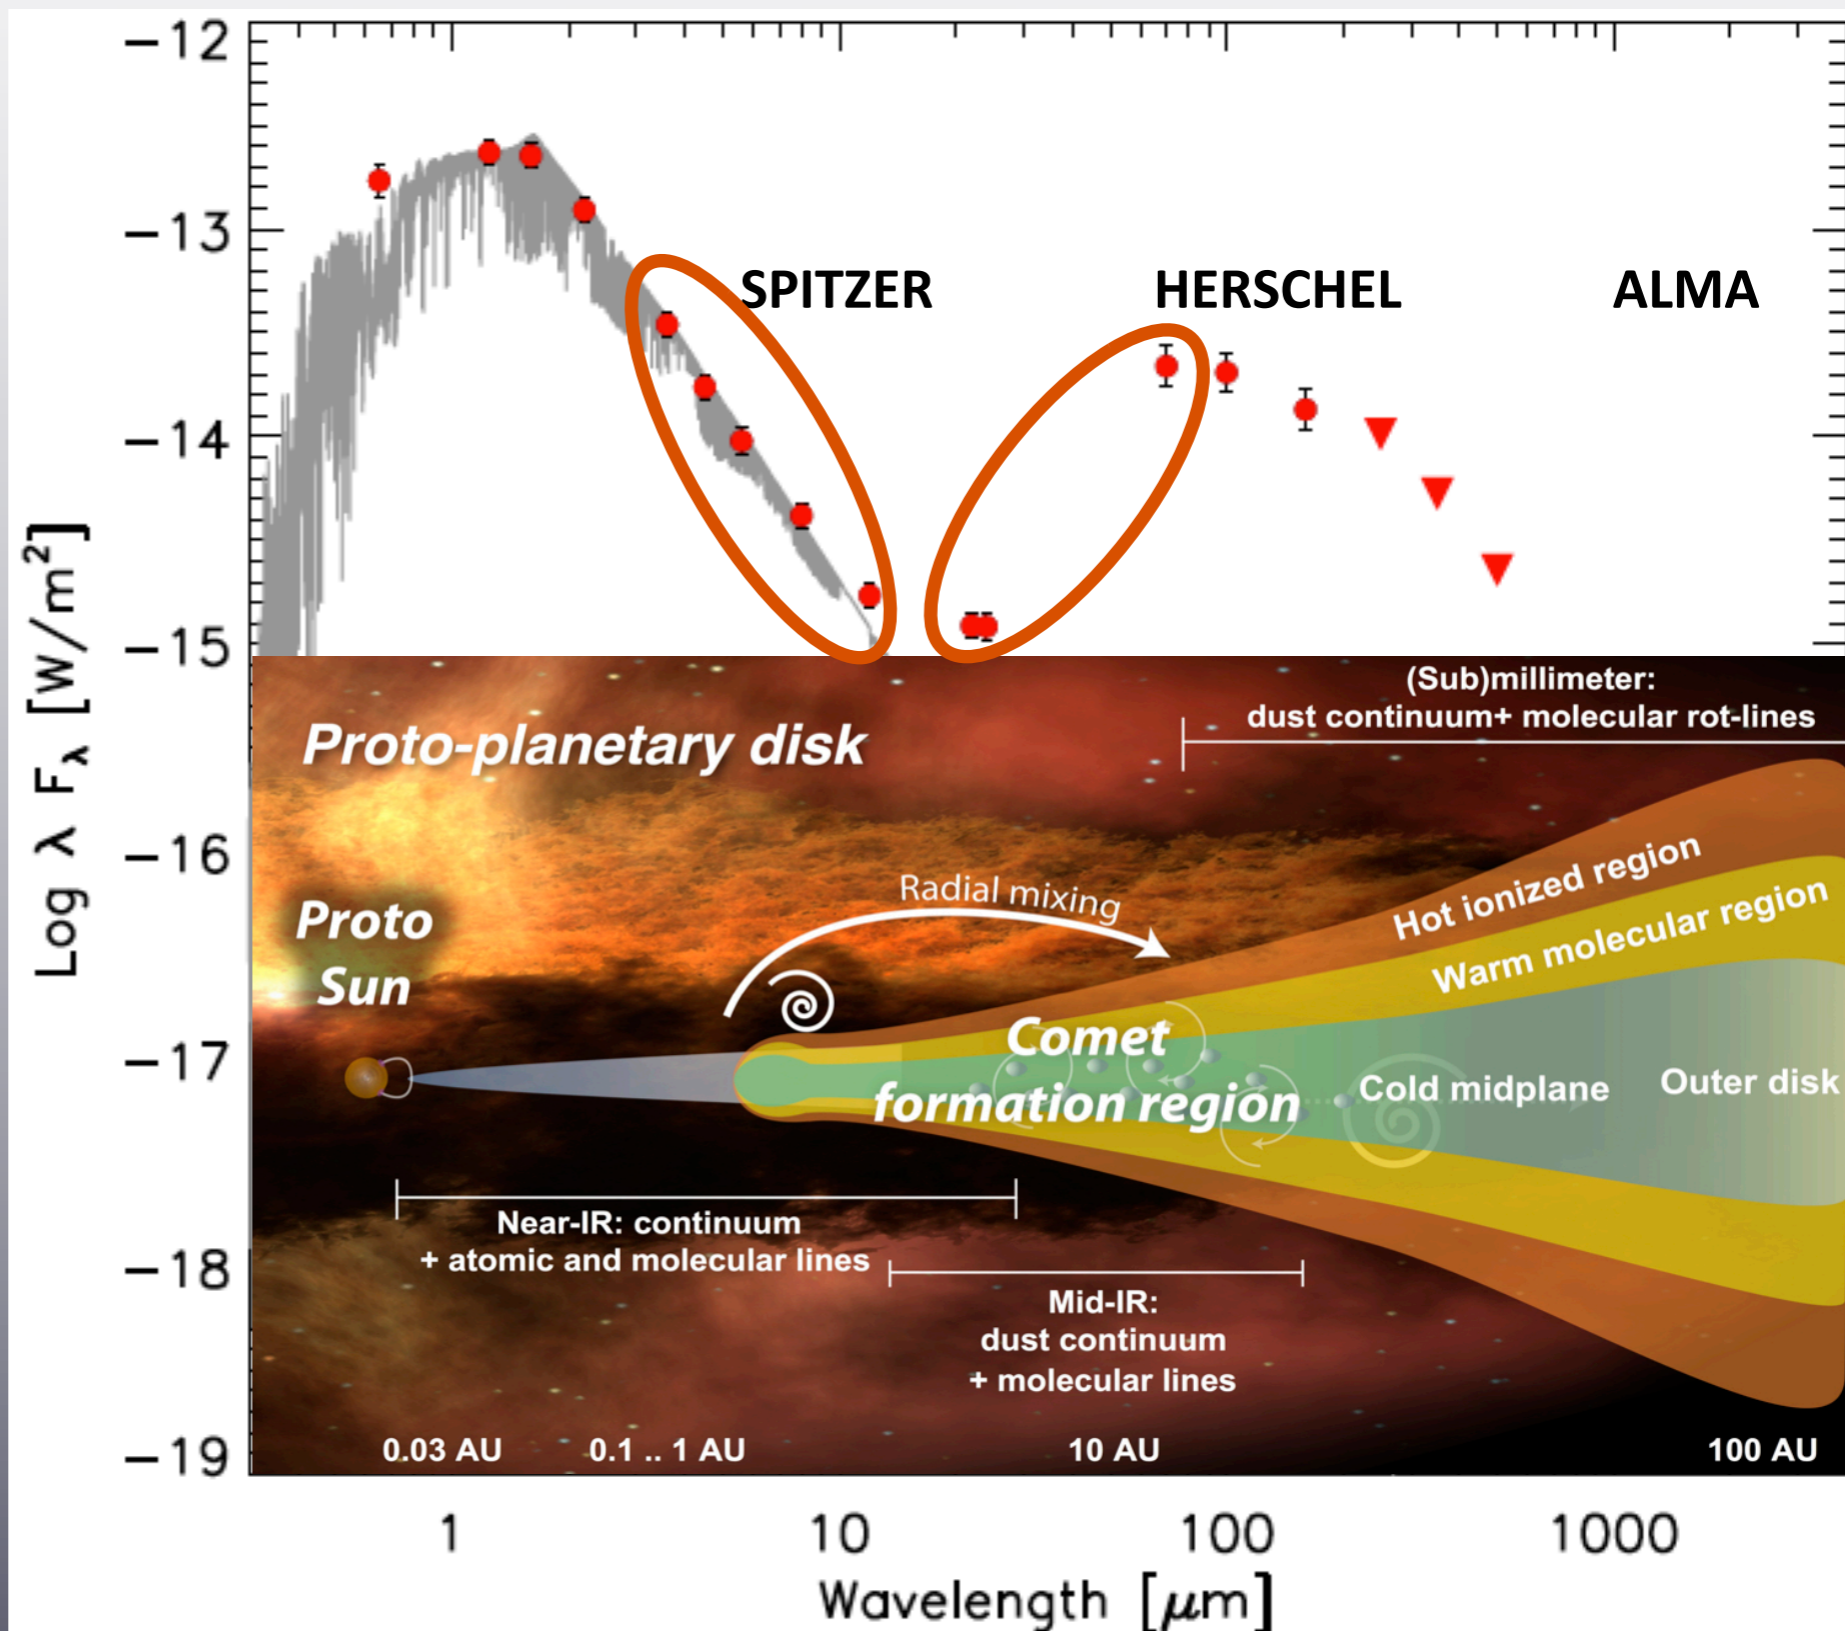 −12
−13
−14
−15
−16
−17
−18
−19
Log λ Fλ [W/m²]
SPITZER
HERSCHEL
ALMA
(Sub)millimeter:
dust continuum+ molecular rot-lines
Proto-planetary disk
Proto
Sun
Radial mixing
Hot ionized region
Warm molecular region
Comet
formation region
Cold midplane
Outer disk
Near-IR: continuum
+ atomic and molecular lines
Mid-IR:
dust continuum
+ molecular lines
0.03 AU
0.1 .. 1 AU
10 AU
100 AU
1
10
100
1000
Wavelength [μm]